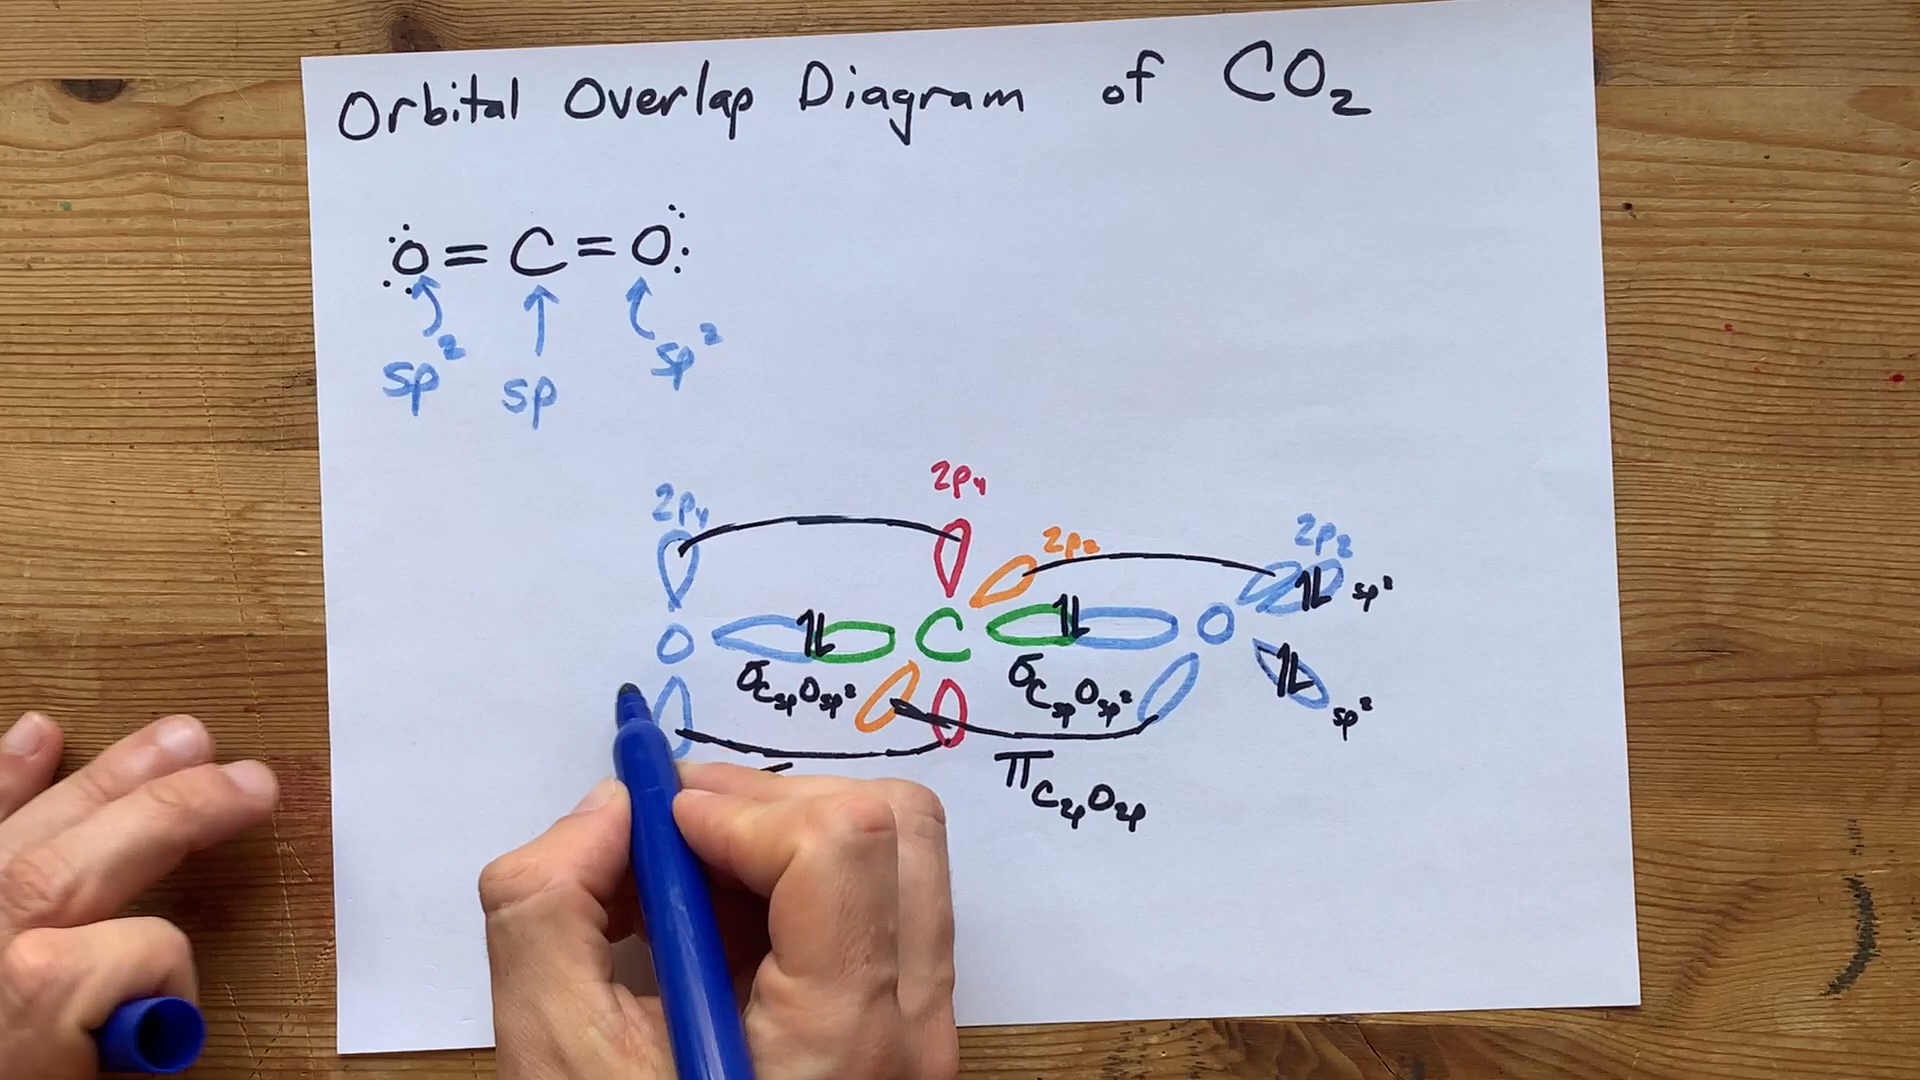 Orbital Overlap Diagram of CO₂
:Ö=C=Ö:
sp² sp sp²
2py 2py 2pz 2pz
O C O sp²
σCspOsp² σCspOsp² sp²
πC2pO2p